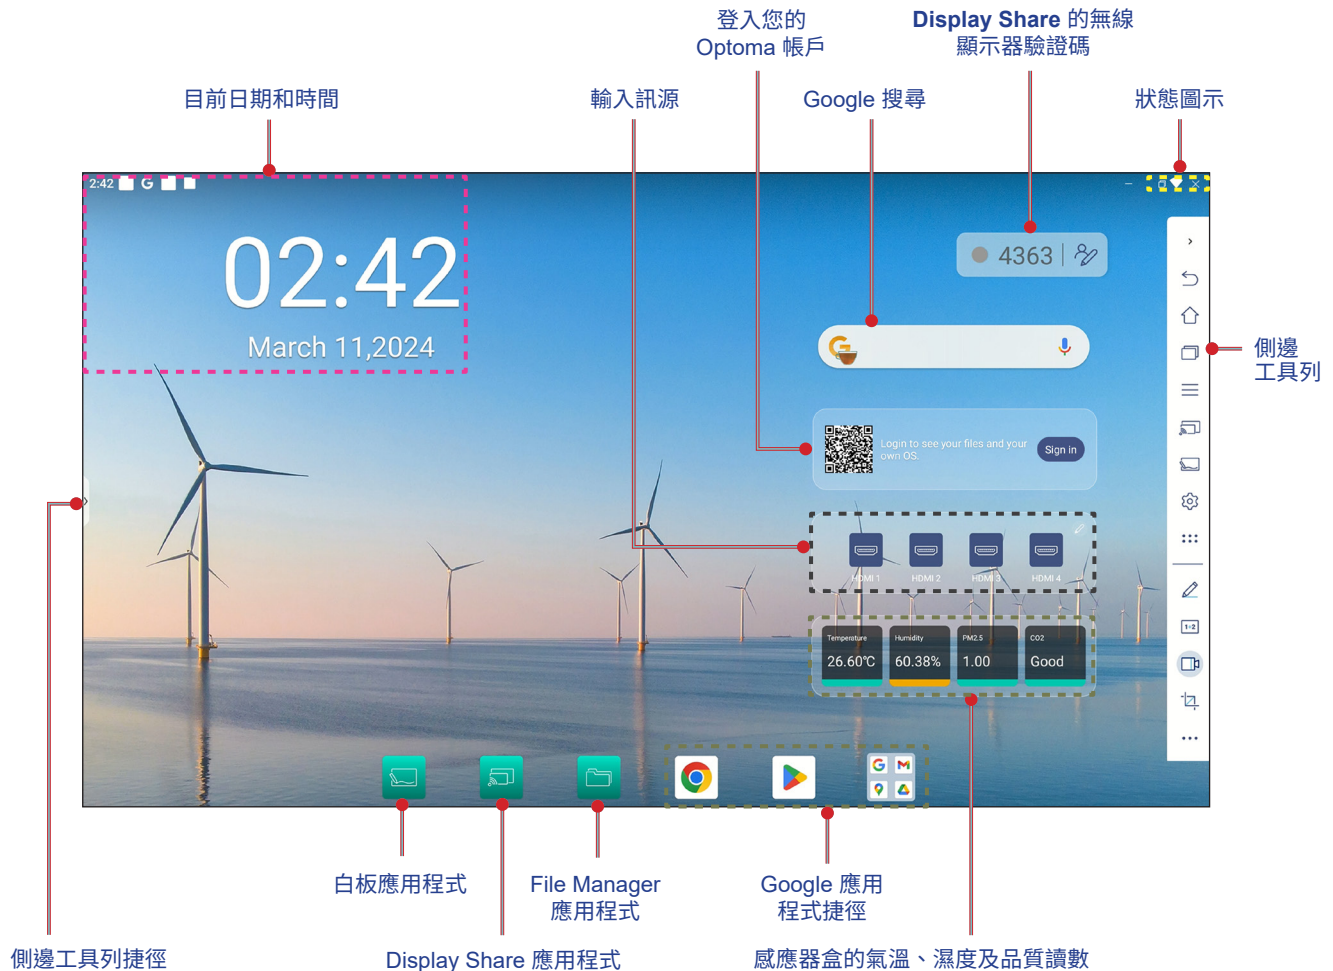 登入您的
Optoma 帳戶
Display Share 的無線
顯示器驗證碼
目前日期和時間
輸入訊源
Google 搜尋
狀態圖示
2:42
02:42
March 11,2024
4363
側邊
工具列
Login to see your files and your
own OS.
Sign in
HDMI 1
HDMI 2
HDMI 3
HDMI 4
1+2
Temperature
26.60℃
Humidity
60.38%
PM2.5
1.00
CO2
Good
白板應用程式
File Manager
應用程式
Google 應用
程式捷徑
側邊工具列捷徑
Display Share 應用程式
感應器盒的氣溫、濕度及品質讀數